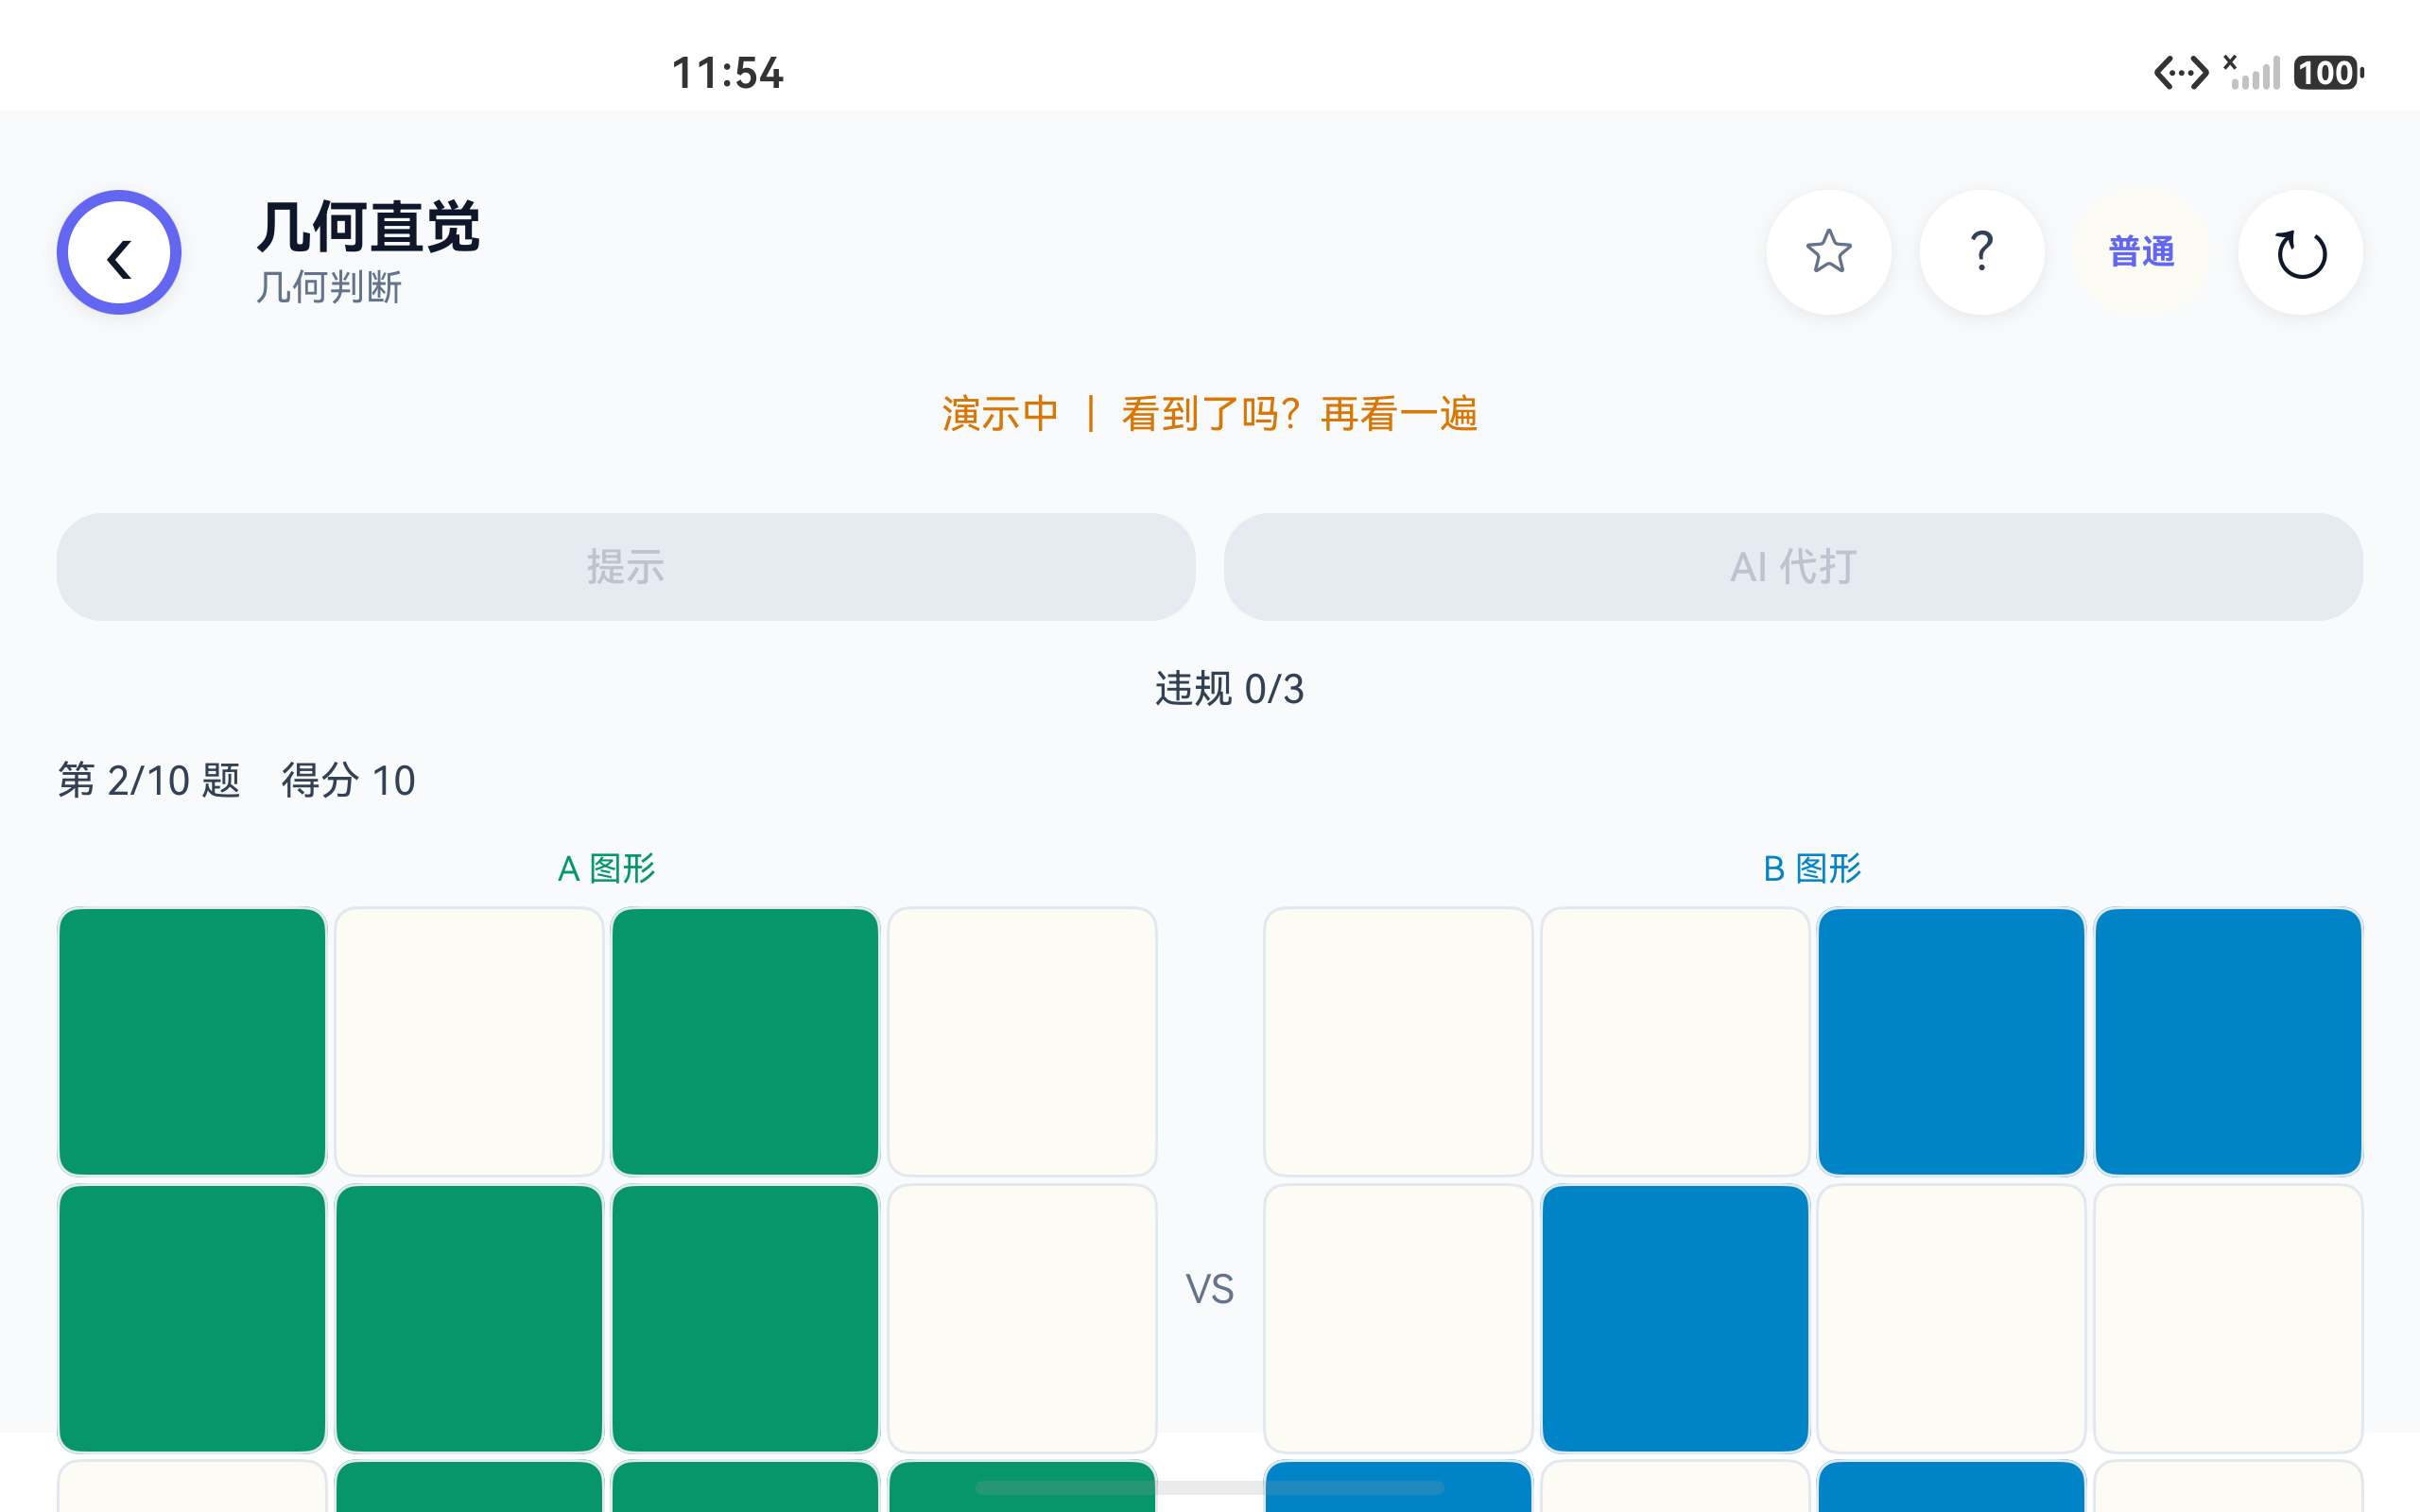 11:54
100
几何直觉
几何判断
?
普通
演示中 | 看到了吗？再看一遍
提示
AI 代打
违规 0/3
第 2/10 题 得分 10
A 图形
B 图形
VS